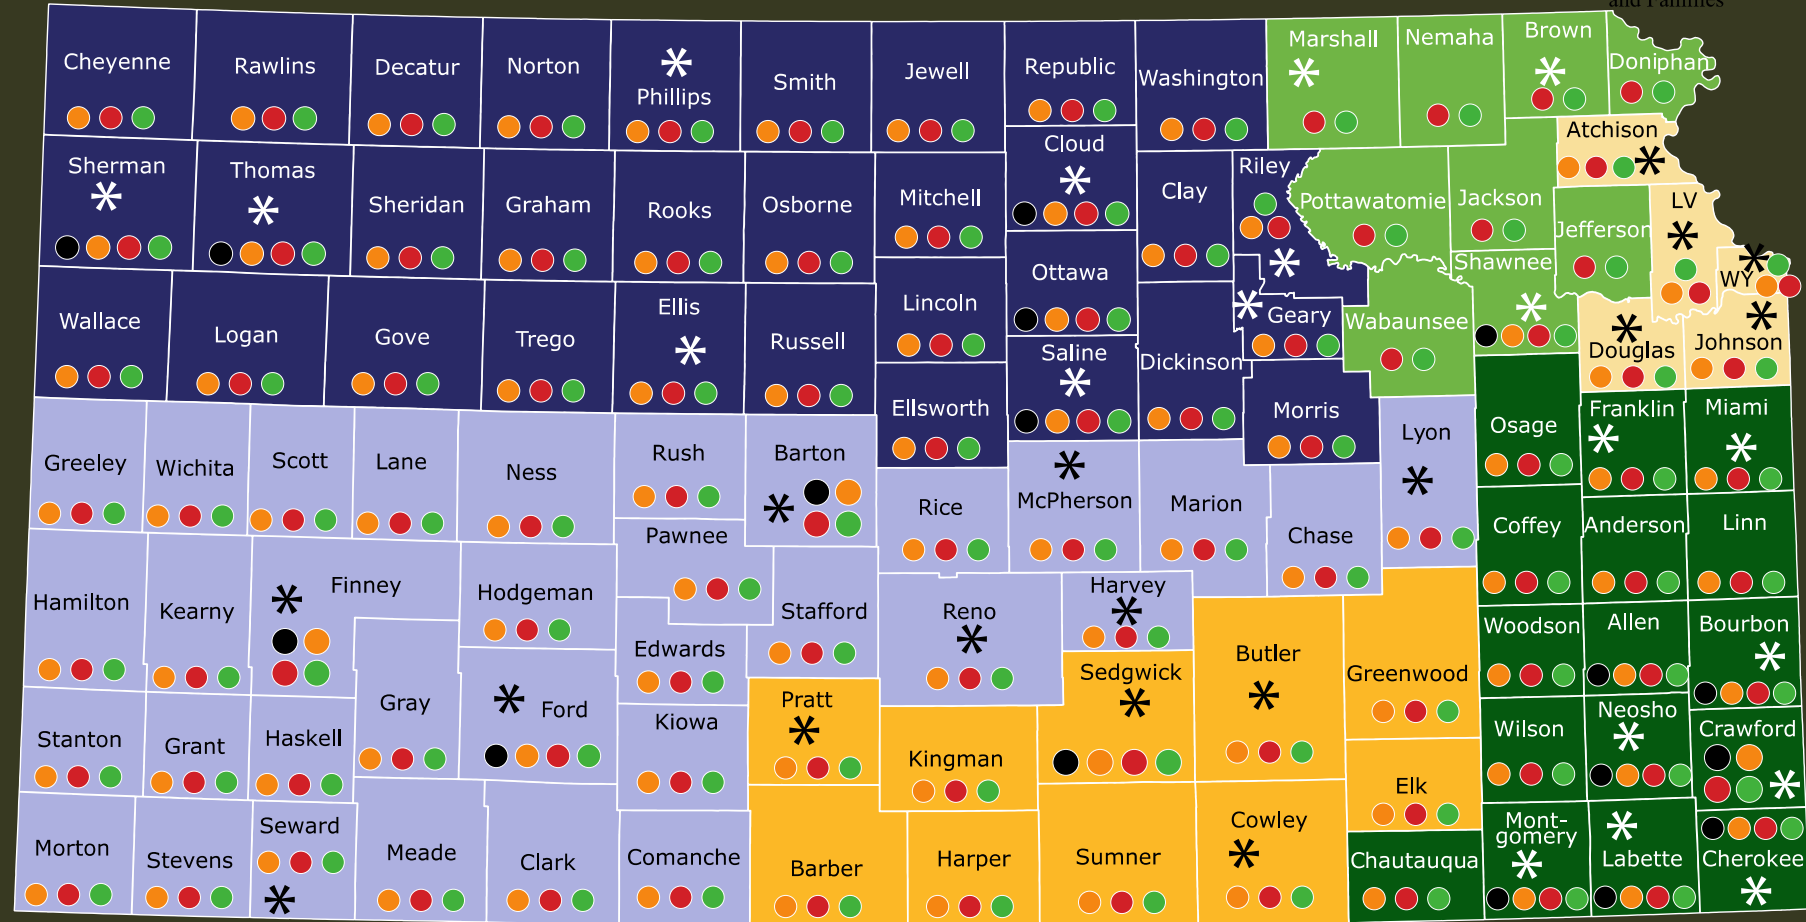 and Families
Cheyenne
Rawlins
Decatur
Norton
*
Phillips
Smith
Jewell
Republic
Washington
Marshall
*
Nemaha
Brown
*
Doniphan
Sherman
*
Thomas
*
Sheridan
Graham
Rooks
Osborne
Mitchell
Cloud
*
Clay
Riley
*
Pottawatomie
Jackson
Atchison
*
Jefferson
LV
*
WY
*
Wallace
Logan
Gove
Trego
Ellis
*
Russell
Lincoln
Ottawa
Saline
*
Dickinson
*
Geary
Wabaunsee
Shawnee
*
*
Douglas
*
Johnson
Ellsworth
Morris
Greeley
Wichita
Scott
Lane
Ness
Rush
Barton
*
Rice
*
McPherson
Marion
Chase
Lyon
*
Osage
Franklin
*
Miami
*
Pawnee
Coffey
Anderson
Linn
Hamilton
Kearny
Finney
*
Hodgeman
Edwards
Stafford
Reno
*
Harvey
*
Sedgwick
*
Butler
*
Greenwood
Woodson
Allen
Bourbon
*
Stanton
Grant
Haskell
Gray
*
Ford
Kiowa
Pratt
*
Kingman
Elk
Wilson
Neosho
*
Crawford
*
Morton
Stevens
Seward
*
Meade
Clark
Comanche
Barber
Harper
Sumner
Cowley
*
Chautauqua
Mont-
gomery
*
*
Labette
Cherokee
*